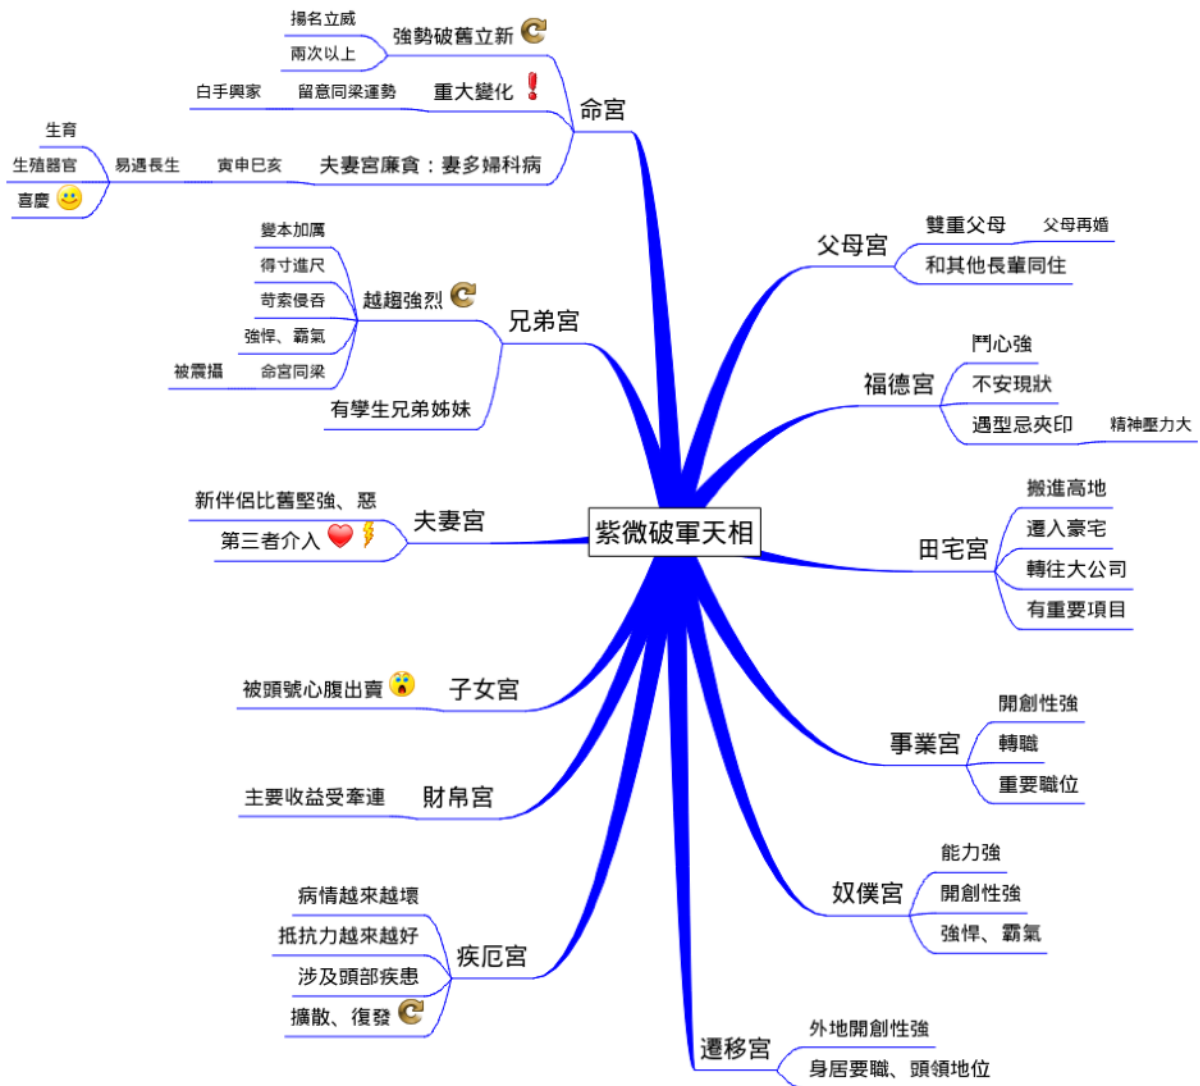 紫微破軍天相
命宮
強勢破舊立新
揚名立威
兩次以上
重大變化
留意同梁運勢
白手興家
夫妻宮廉貪：妻多婦科病
寅申巳亥
易遇長生
生育
生殖器官
喜慶
兄弟宮
越趨強烈
變本加厲
得寸進尺
苛索侵吞
強悍、霸氣
命宮同梁
被震攝
有孿生兄弟姊妹
夫妻宮
新伴侶比舊堅強、惡
第三者介入
子女宮
被頭號心腹出賣
財帛宮
主要收益受牽連
疾厄宮
病情越來越壞
抵抗力越來越好
涉及頭部疾患
擴散、復發
父母宮
雙重父母
父母再婚
和其他長輩同住
福德宮
鬥心強
不安現狀
遇型忌夾印
精神壓力大
田宅宮
搬進高地
遷入豪宅
轉往大公司
有重要項目
事業宮
開創性強
轉職
重要職位
奴僕宮
能力強
開創性強
強悍、霸氣
遷移宮
外地開創性強
身居要職、頭領地位